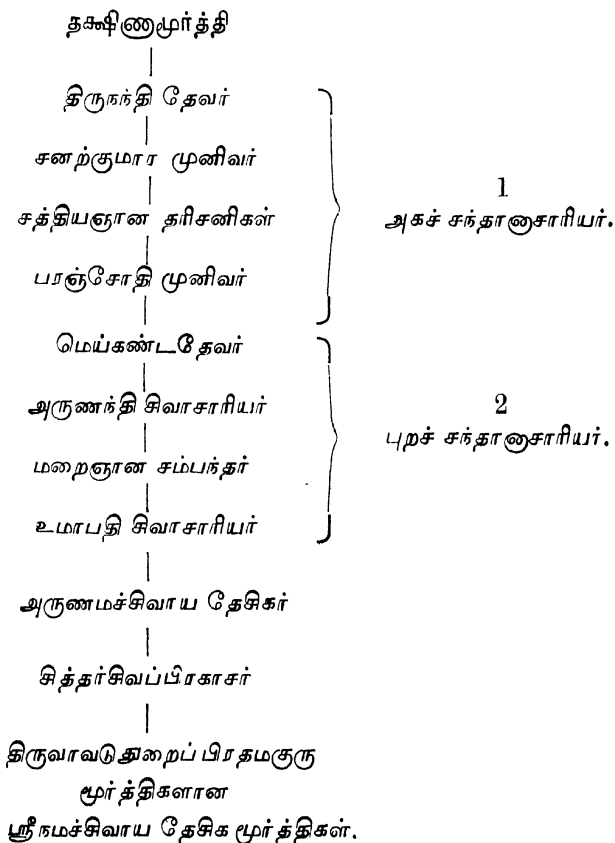 தக்ஷிணாமூர்த்தி
திருநந்தி தேவர்
சனற்குமார முனிவர்
சத்தியஞான தரிசனிகள்
பரஞ்சோதி முனிவர்
1
அகச் சந்தானாசாரியர்.
மெய்கண்டதேவர்
அருணந்தி சிவாசாரியர்
மறைஞான சம்பந்தர்
உமாபதி சிவாசாரியர்
2
புறச் சந்தானாசாரியர்.
அருணமச்சிவாய தேசிகர்
சித்தர்சிவப்பிரகாசர்
திருவாவடுதுறைப் பிரதமகுரு
மூர்த்திகளான
ஸ்ரீநமச்சிவாய தேசிக மூர்த்திகள்.